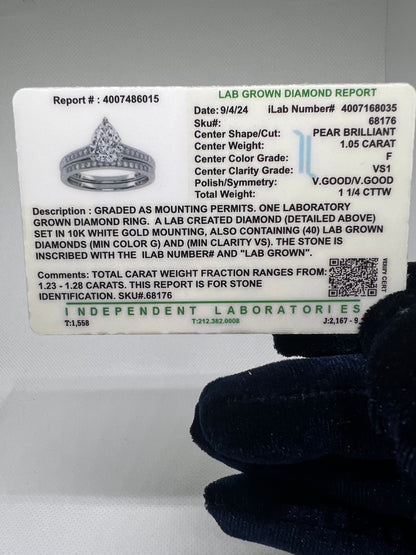 LAB GROWN DIAMOND REPORT
Report # : 4007486015
Date: 9/4/24 iLab Number# 4007168035
Sku#: 68176
Center Shape/Cut: PEAR BRILLIANT
Center Weight: 1.05 CARAT
Center Color Grade: F
Center Clarity Grade: VS1
Polish/Symmetry: V.GOOD/V.GOOD
Total Weight: 1 1/4 CTTW
Description : GRADED AS MOUNTING PERMITS. ONE LABORATORY
GROWN DIAMOND RING. A LAB CREATED DIAMOND (DETAILED ABOVE)
SET IN 10K WHITE GOLD MOUNTING, ALSO CONTAINING (40) LAB GROWN
DIAMONDS (MIN COLOR G) AND (MIN CLARITY VS). THE STONE IS
INSCRIBED WITH THE ILAB NUMBER# AND "LAB GROWN".
Comments: TOTAL CARAT WEIGHT FRACTION RANGES FROM:
1.23 - 1.28 CARATS. THIS REPORT IS FOR STONE
IDENTIFICATION. SKU#.68176
VERIFY CERT
INDEPENDENT LABORATORIES
T:1,558 T:212.382.0008 J:2,167 - 9